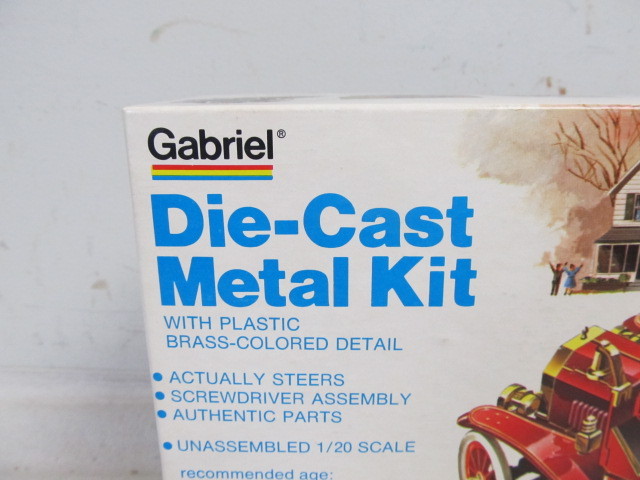 Gabriel®
Die-Cast
Metal Kit
WITH PLASTIC
BRASS-COLORED DETAIL
• ACTUALLY STEERS
• SCREWDRIVER ASSEMBLY
• AUTHENTIC PARTS
• UNASSEMBLED 1/20 SCALE
recommended age: